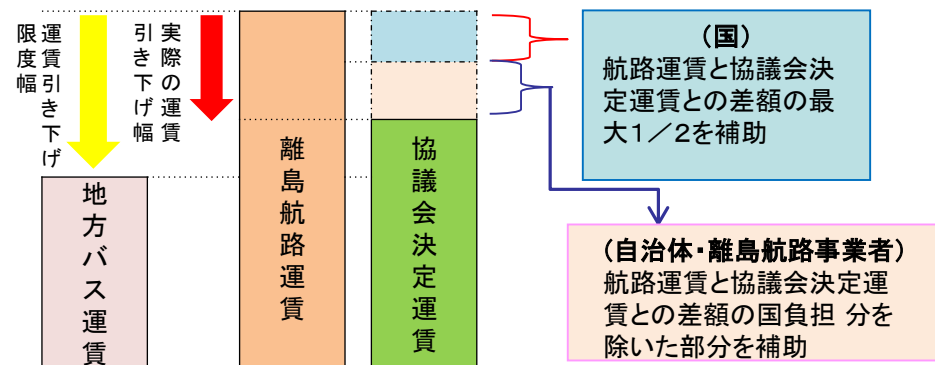 運賃引き下げ
限度幅
実際の運賃
引き下げ幅
地方バス運賃
離島航路運賃
協議会決定運賃
(国)
航路運賃と協議会決
定運賃との差額の最
大1／2を補助
(自治体・離島航路事業者)
航路運賃と協議会決定運
賃との差額の国負担 分を
除いた部分を補助